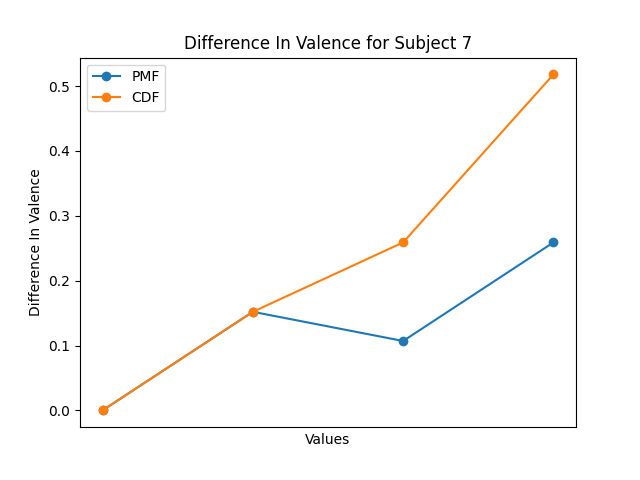 Difference In Valence for Subject 7
PMF
CDF
0.5
0.4
0.3
0.2
0.1
0.0
Difference In Valence
Values